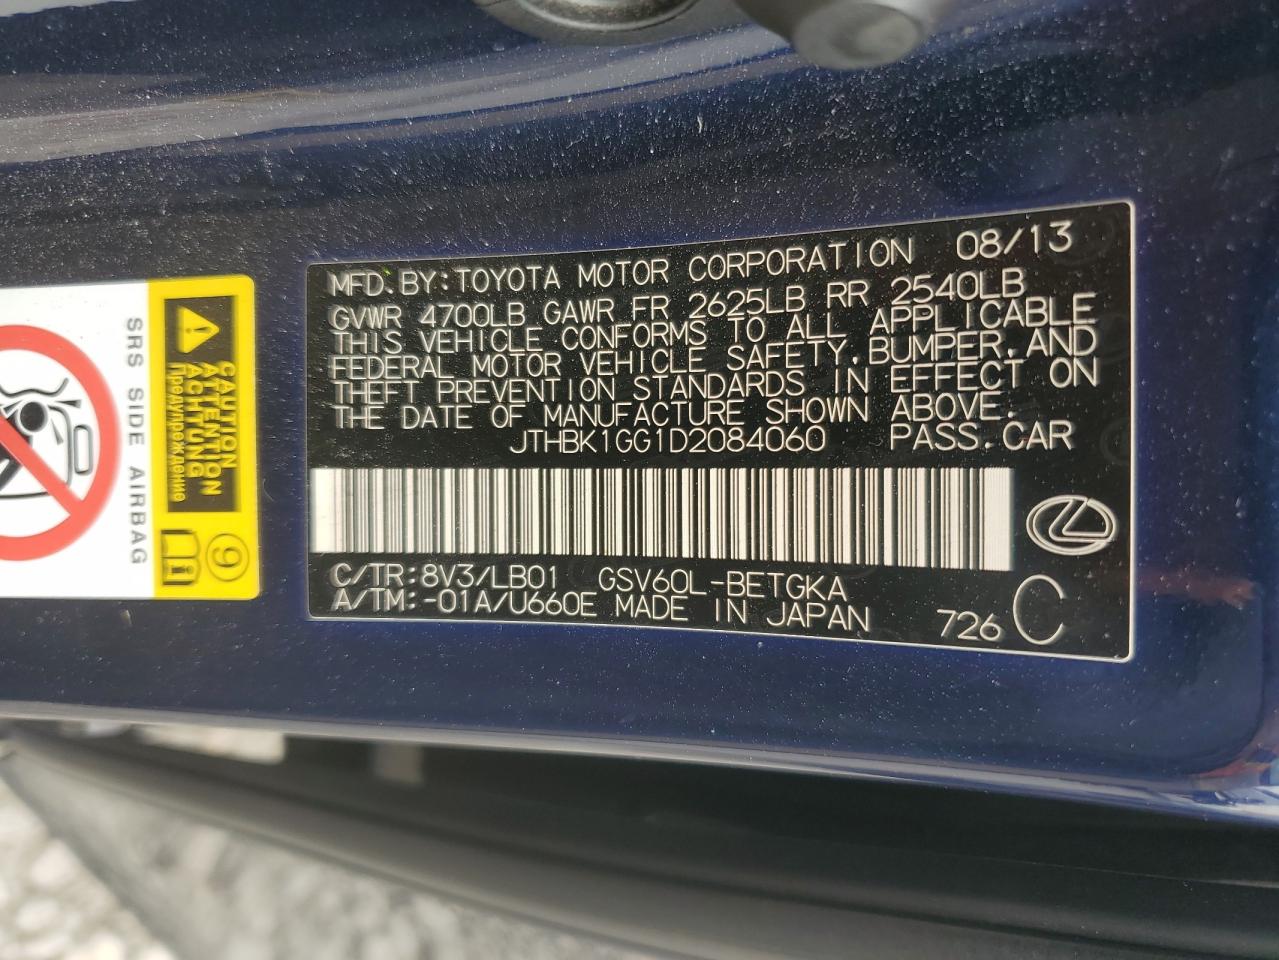 MFD. BY: TOYOTA MOTOR CORPORATION 08/13
GVWR 4700LB GAWR FR 2625LB RR 2540LB
THIS VEHICLE CONFORMS TO ALL APPLICABLE
FEDERAL MOTOR VEHICLE SAFETY, BUMPER, AND
THEFT PREVENTION STANDARDS IN EFFECT ON
THE DATE OF MANUFACTURE SHOWN ABOVE.
JTHBK1GG1D2084060 PASS. CAR
C/TR: 8V3/LB01 GSV60L-BETGKA
A/TM: -01A/U660E MADE IN JAPAN 726 C
CAUTION
ATTENTION
ACHTUNG
Предупреждение
9
i
SRS SIDE AIRBAG